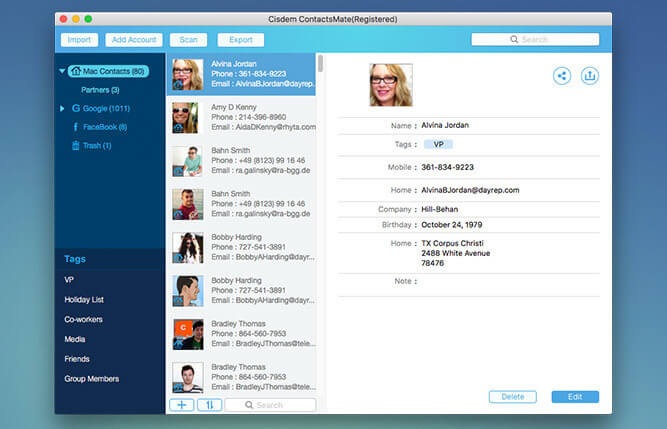 Cisdem ContactsMate(Registered)
Import
Add Account
Scan
Export
Search
Mac Contacts (80)
Partners (3)
G Google (1011)
f FaceBook (8)
Trash (1)
Tags
VP
Holiday List
Co-workers
Media
Friends
Group Members
Alvina Jordan
Phone : 361-834-9223
Email : AlvinaBJordan@dayrep.com
Amy D Kenny
Phone : 214-396-8960
Email : AidaDKenny@rhyta.com
Bahn Smith
Phone : +49 (8123) 99 16 46
Email : ra.galinsky@ra-bgg.de
Bahn Smith
Phone : +49 (8123) 99 16 46
Email : ra.galinsky@ra-bgg.de
Bobby Harding
Phone : 727-541-3891
Email : BobbyAHarding@dayr...
Bobby Harding
Phone : 727-541-3891
Email : BobbyAHarding@dayr...
Bradley Thomas
Phone : 864-560-7953
Email : BradleyJThomas@tele...
Bradley Thomas
Phone : 864-560-7953
Email : BradleyJThomas@tele...
Search
Name : Alvina Jordan
Tags : VP
Mobile : 361-834-9223
Home : AlvinaBJordan@dayrep.com
Company : Hill-Behan
Birthday : October 24, 1979
Home : TX Corpus Christi
2488 White Avenue
78476
Note :
Delete
Edit